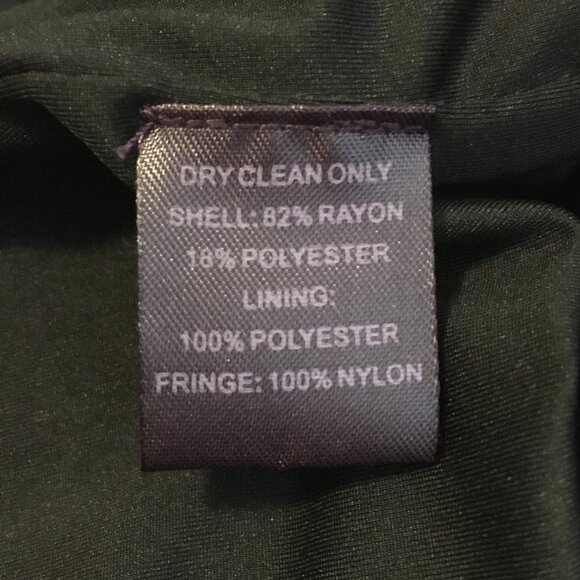 DRY CLEAN ONLY
SHELL: 82% RAYON
18% POLYESTER
LINING:
100% POLYESTER
FRINGE: 100% NYLON